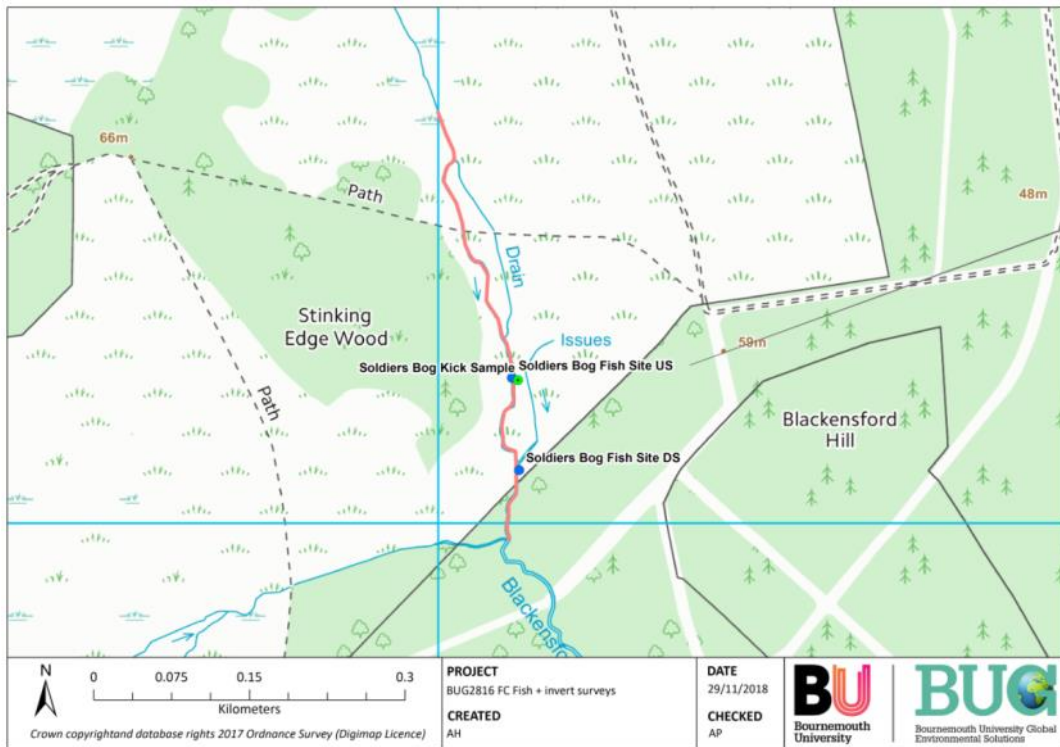 66m
Path
48m
Drain
Stinking
Edge Wood
Issues
59m
Soldiers Bog Kick Sample
Soldiers Bog Fish Site US
Path
Blackensford
Hill
Soldiers Bog Fish Site DS
Blackensfo
N
0 0.075 0.15 0.3
Kilometers
Crown copyrightand database rights 2017 Ordnance Survey (Digimap Licence)
PROJECT
BUG2816 FC Fish + invert surveys
CREATED
AH
DATE
29/11/2018
CHECKED
AP
BU
Bournemouth
University
BUG
Bournemouth University Global
Environmental Solutions